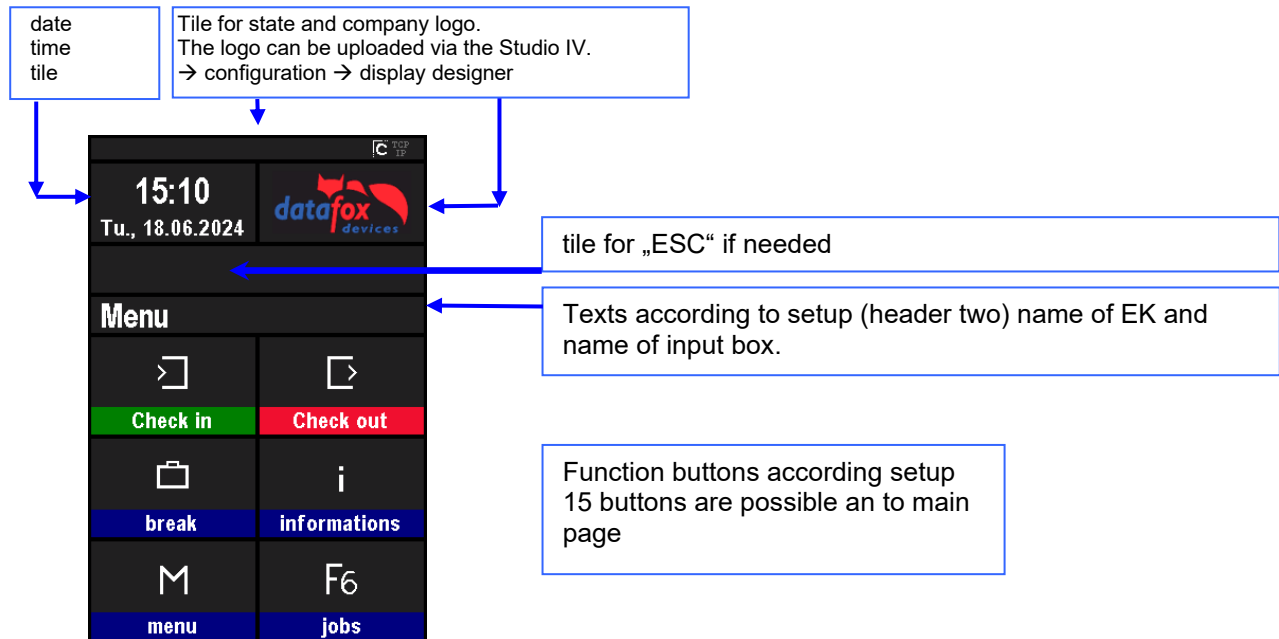 date
time
tile
Tile for state and company logo.
The logo can be uploaded via the Studio IV.
→ configuration → display designer
C TCP IP
15:10
Tu., 18.06.2024
datafox
devices
tile for „ESC“ if needed
Menu
Texts according to setup (header two) name of EK and
name of input box.
Check in
Check out
Function buttons according setup
15 buttons are possible an to main
page
i
break
informations
M
F6
menu
jobs